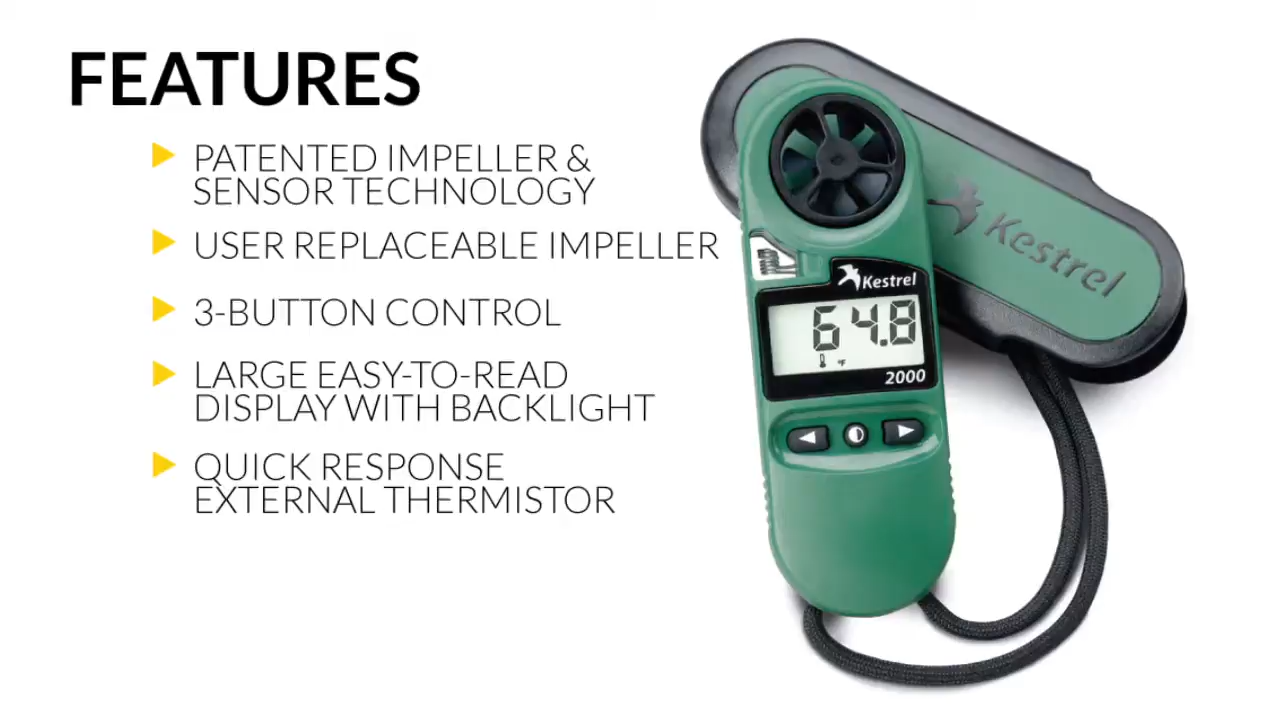 FEATURES
PATENTED IMPELLER &
SENSOR TECHNOLOGY
USER REPLACEABLE IMPELLER
3-BUTTON CONTROL
LARGE EASY-TO-READ
DISPLAY WITH BACKLIGHT
QUICK RESPONSE
EXTERNAL THERMISTOR
Kestrel
Kestrel
64.8
°F
2000